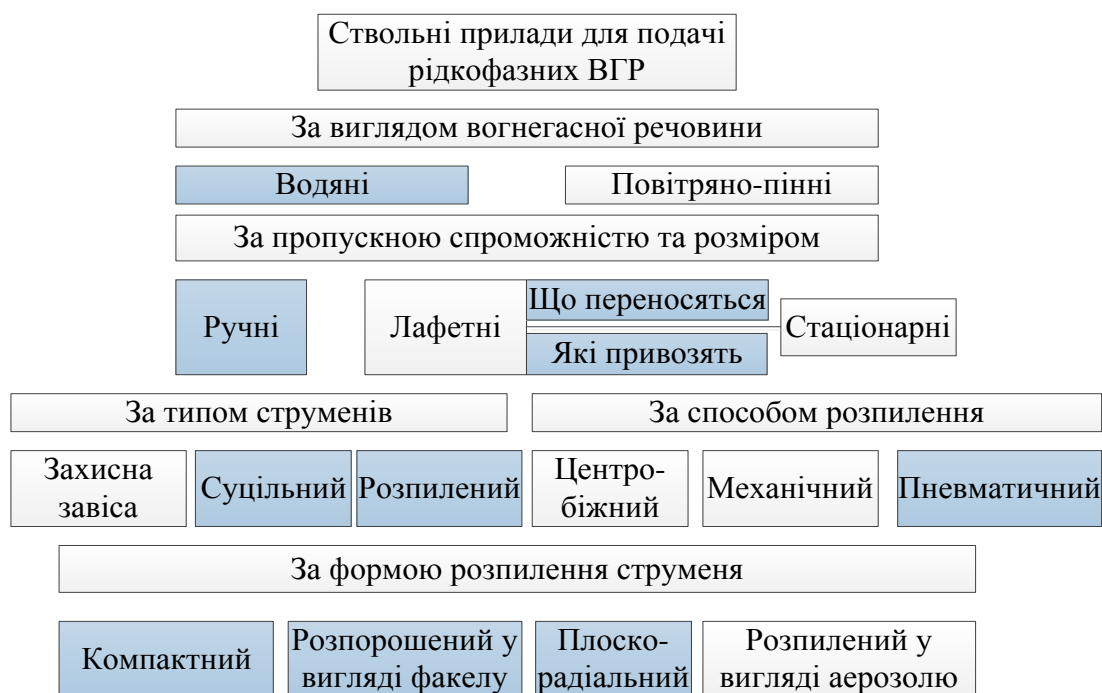 Ствольні прилади для подачі
рідкофазних ВГР
За виглядом вогнегасної речовини
Водяні
Повітряно-пінні
За пропускною спроможністю та розміром
Ручні
Лафетні
Що переносяться
Які привозять
Стаціонарні
За типом струменів
За способом розпилення
Захисна
завіса
Суцільний
Розпилений
Центро-
біжний
Механічний
Пневматичний
За формою розпилення струменя
Компактний
Розпорошений у
вигляді факелу
Плоско-
радіальний
Розпилений у
вигляді аерозолю